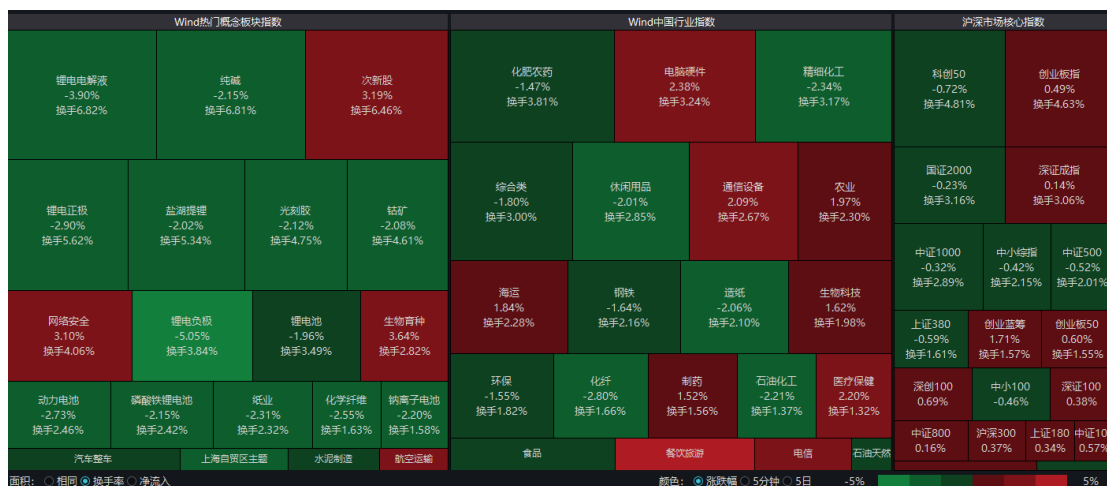 Wind热门概念板块指数
锂电电解液
-3.90%
换手6.82%
纯碱
-2.15%
换手6.81%
次新股
3.19%
换手6.46%
锂电正极
-2.90%
换手5.62%
盐湖提锂
-2.02%
换手5.34%
光刻胶
-2.12%
换手4.75%
钴矿
-2.08%
换手4.61%
网络安全
3.10%
换手4.06%
锂电负极
-5.05%
换手3.84%
锂电池
-1.96%
换手3.49%
生物育种
3.64%
换手2.82%
动力电池
-2.73%
换手2.46%
磷酸铁锂电池
-2.15%
换手2.42%
纸业
-2.31%
换手2.32%
化学纤维
-2.55%
换手1.63%
钠离子电池
-2.20%
换手1.58%
汽车整车
上海自贸区主题
水泥制造
航空运输
Wind中国行业指数
化肥农药
-1.47%
换手3.81%
电脑硬件
2.38%
换手3.24%
精细化工
-2.34%
换手3.17%
综合类
-1.80%
换手3.00%
休闲用品
-2.01%
换手2.85%
通信设备
2.09%
换手2.67%
农业
1.97%
换手2.30%
海运
1.84%
换手2.28%
钢铁
-1.64%
换手2.16%
造纸
-2.06%
换手2.10%
生物科技
1.62%
换手1.98%
环保
-1.55%
换手1.82%
化纤
-2.80%
换手1.66%
制药
1.52%
换手1.56%
石油化工
-2.21%
换手1.37%
医疗保健
2.20%
换手1.32%
食品
餐饮旅游
电信
石油天然
沪深市场核心指数
科创50
-0.72%
换手4.81%
创业板指
0.49%
换手4.63%
国证2000
-0.23%
换手3.16%
深证成指
0.14%
换手3.06%
中证1000
-0.32%
换手2.89%
中小综指
-0.42%
换手2.15%
中证500
-0.52%
换手2.01%
上证380
-0.59%
换手1.61%
创业蓝筹
1.71%
换手1.57%
创业板50
0.60%
换手1.55%
深创100
0.69%
中小100
-0.46%
深证100
0.38%
中证800
0.16%
沪深300
0.37%
上证180
0.34%
中证10
0.57%
面积： 相同 换手率 净流入
颜色： 涨跌幅 5分钟 5日 -5% 5%